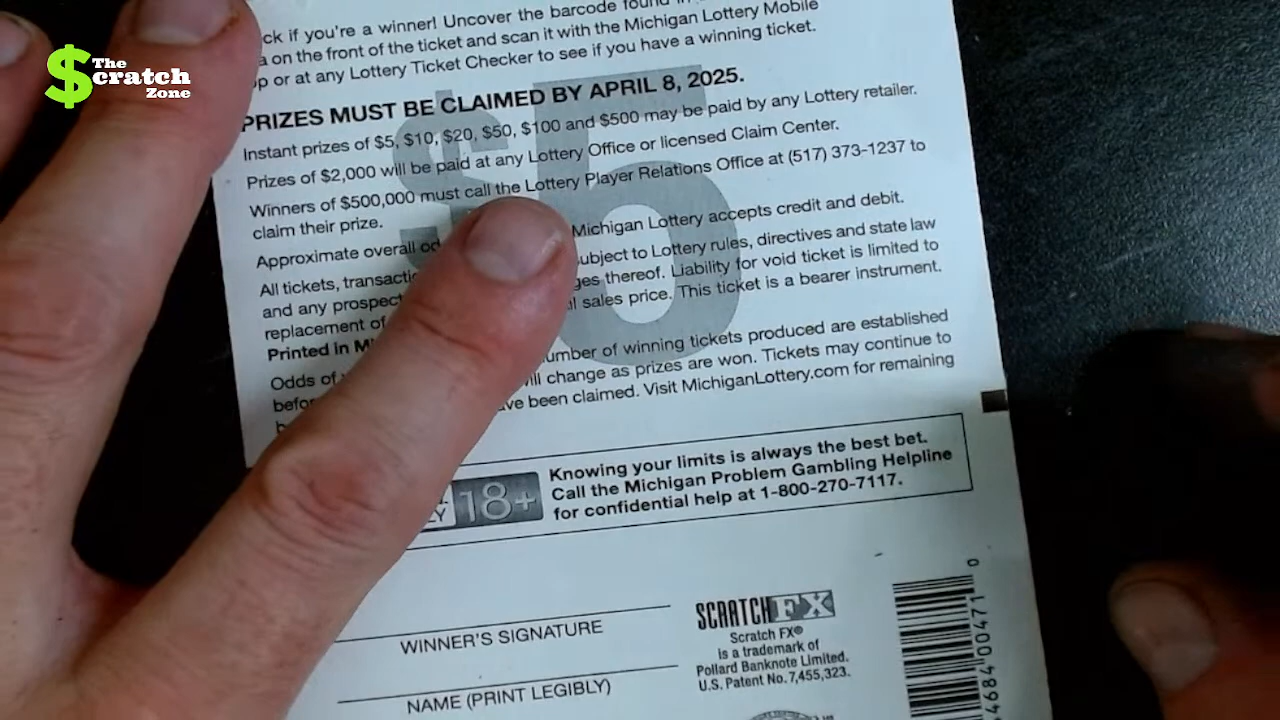 The
$cratch
Zone
ck if you're a winner! Uncover the barcode found in
a on the front of the ticket and scan it with the Michigan Lottery Mobile
p or at any Lottery Ticket Checker to see if you have a winning ticket.
PRIZES MUST BE CLAIMED BY APRIL 8, 2025.
Instant prizes of $5, $10, $20, $50, $100 and $500 may be paid by any Lottery retailer.
Prizes of $2,000 will be paid at any Lottery Office or licensed Claim Center.
Winners of $500,000 must call the Lottery Player Relations Office at (517) 373-1237 to
claim their prize.
Approximate overall od Michigan Lottery accepts credit and debit.
All tickets, transactio subject to Lottery rules, directives and state law
and any prospect ges thereof. Liability for void ticket is limited to
replacement of il sales price. This ticket is a bearer instrument.
Printed in M
Odds of umber of winning tickets produced are established
befor ill change as prizes are won. Tickets may continue to
ve been claimed. Visit MichiganLottery.com for remaining
$5
LY 18+
Knowing your limits is always the best bet.
Call the Michigan Problem Gambling Helpline
for confidential help at 1-800-270-7117.
WINNER'S SIGNATURE
NAME (PRINT LEGIBLY)
SCRATCH FX
Scratch FX®
is a trademark of
Pollard Banknote Limited.
U.S. Patent No. 7,455,323.
44684 00471 0